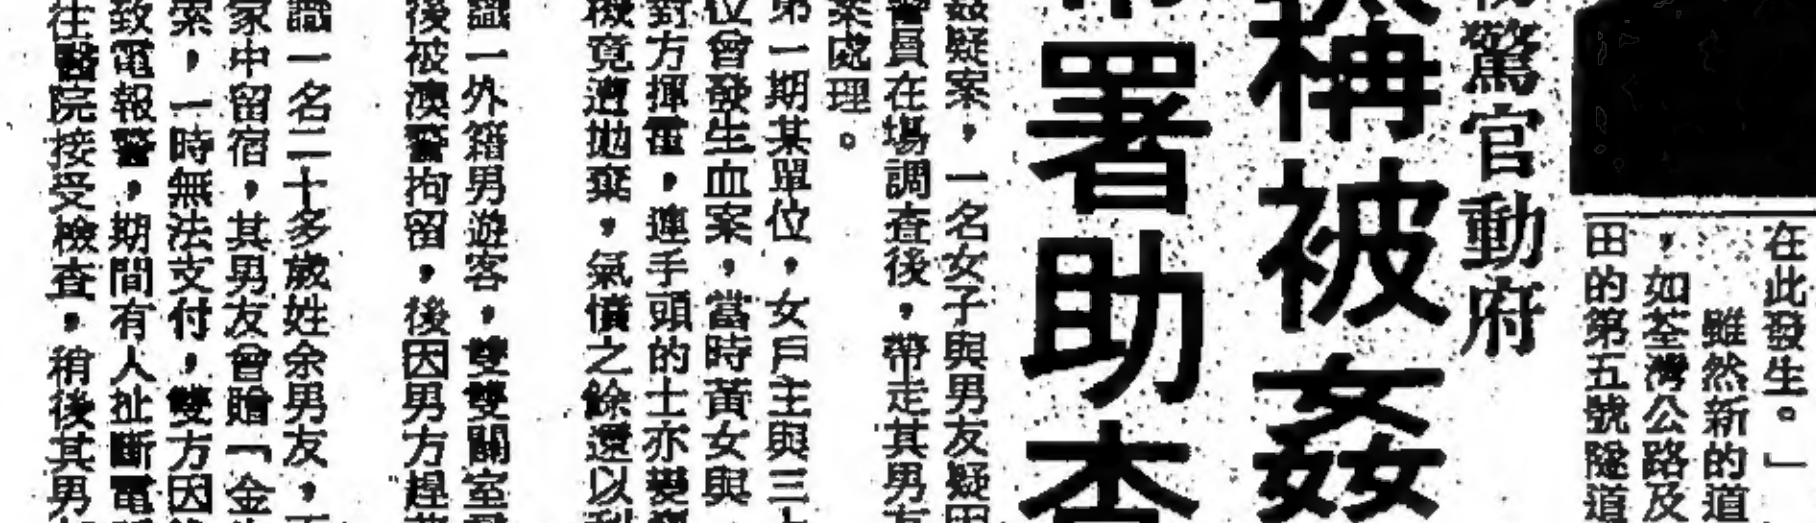 在此發生。」
雖然新的道
，如荃灣公路及
田的第五號隧道
驚官動府
稱被姦
署助查
姦疑案，一名女子與男友疑因
警員在場調查後，帶走其男友
案處理。
第一期某單位，女戶主與三
位曾發生血案，當時黃女與
對方揮霍，連手頭的士亦變
機竟遭拋棄，氣憤之餘還以利
識一外籍男遊客，雙雙關室
後被澳警拘留，後因男方趕
識一名二十多歲姓余男友，
家中留宿，其男友曾贈「金
索，一時無法支付，雙方因
致電報警，期間有人扯斷電
往醫院接受檢查，稍後其男